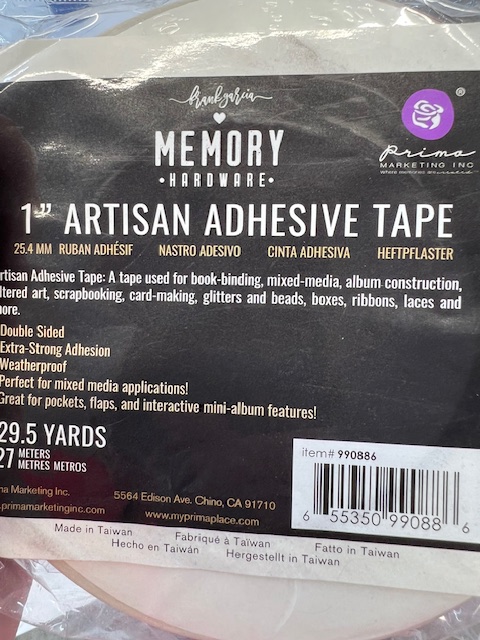 frankgarcia
MEMORY
•HARDWARE•
®
Prima
MARKETING INC
1” ARTISAN ADHESIVE TAPE
25.4 MM RUBAN ADHÉSIF NASTRO ADESIVO CINTA ADHESIVA HEFTPFLASTER
rtisan Adhesive Tape: A tape used for book-binding, mixed-media, album construction,
ltered art, scrapbooking, card-making, glitters and beads, boxes, ribbons, laces and
ore.
Double Sided
Extra-Strong Adhesion
Weatherproof
Perfect for mixed media applications!
Great for pockets, flaps, and interactive mini-album features!
29.5 YARDS
27 METERS
METRES METROS
item# 990886
6 55350 99088 6
ma Marketing Inc. 5564 Edison Ave. Chino, CA 91710
.primamarketinginc.com www.myprimaplace.com
Made in Taiwan Fabriqué à Taïwan Fatto in Taiwan
Hecho en Taiwán Hergestellt in Taiwan